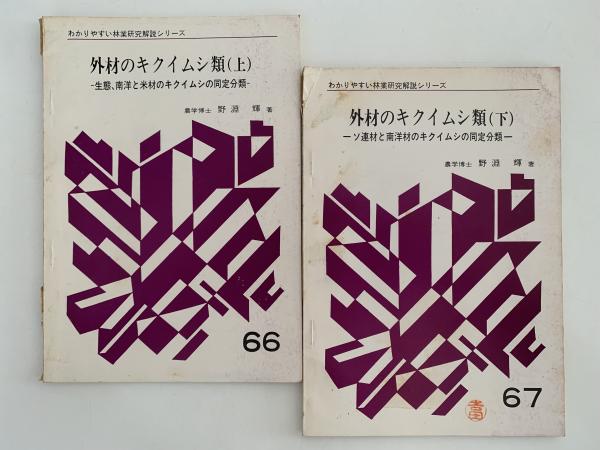 わかりやすい林業研究解説シリーズ
外材のキクイムシ類(上)
-生態、南洋と米材のキクイムシの同定分類-
農学博士 野淵 輝 著
66
わかりやすい林業研究解説シリーズ
外材のキクイムシ類(下)
—ソ連材と南洋材のキクイムシの同定分類—
農学博士 野淵 輝 著
67